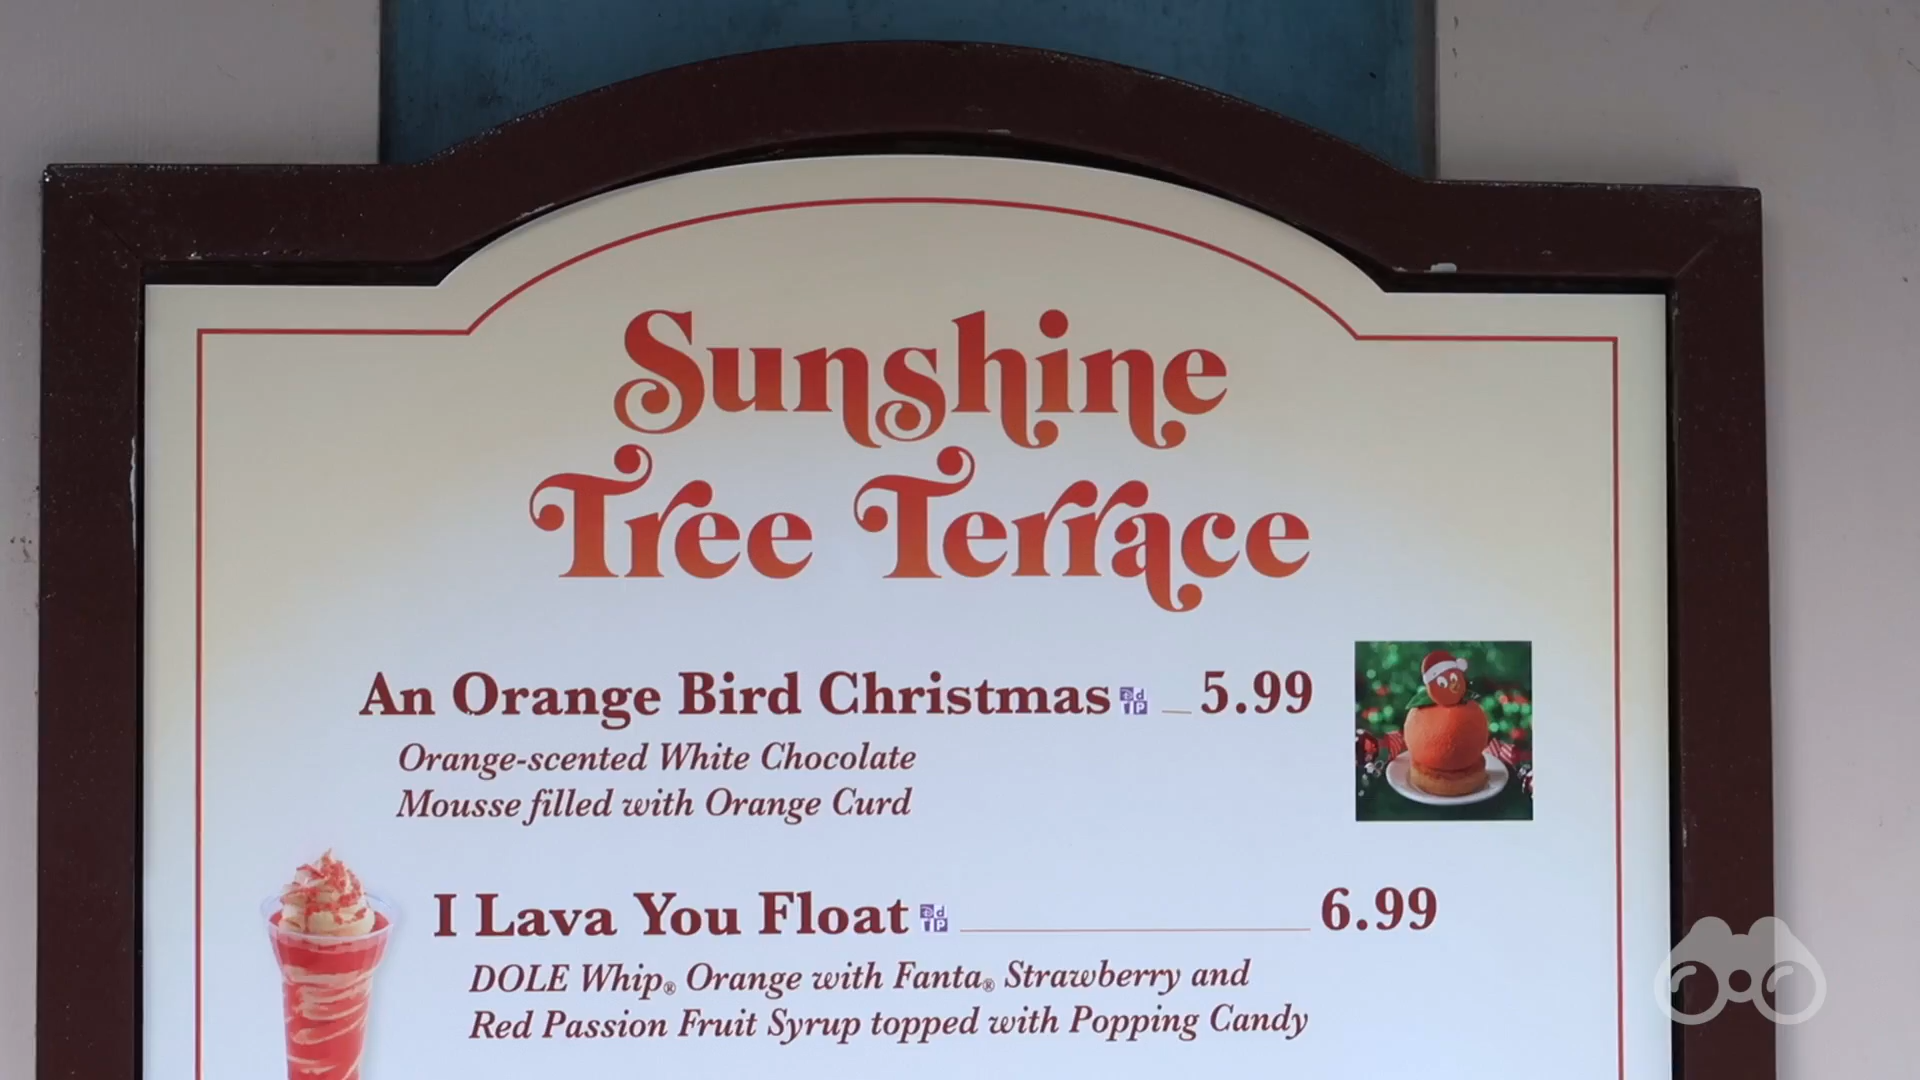 Sunshine
Tree Terrace
An Orange Bird Christmas 5.99
Orange-scented White Chocolate
Mousse filled with Orange Curd
I Lava You Float 6.99
DOLE Whip® Orange with Fanta® Strawberry and
Red Passion Fruit Syrup topped with Popping Candy